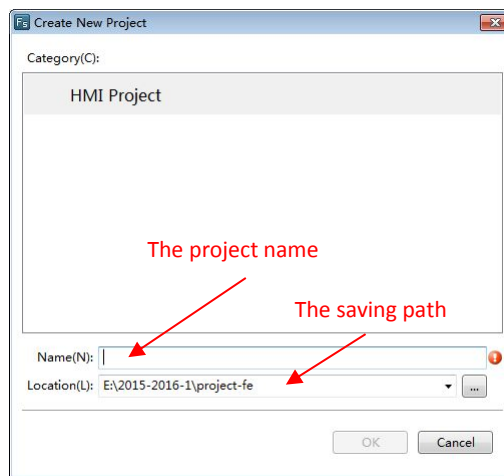 Fs Create New Project
Category(C):
HMI Project
The project name
The saving path
Name(N):
Location(L): E:\2015-2016-1\project-fe ...
OK Cancel